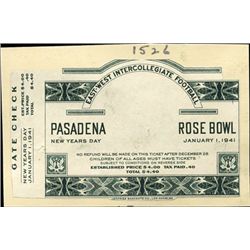 1526
EAST-WEST INTERCOLLEGIATE FOOTBALL
PASADENA
ROSE BOWL
NEW YEARS DAY
JANUARY 1, 1941
NO REFUND WILL BE MADE ON THIS TICKET AFTER DECEMBER 28
CHILDREN OF ALL AGES MUST HAVE TICKETS
SUBJECT TO CONDITIONS ON REVERSE SIDE
ESTABLISHED PRICE $4.00 TAX PAID .40
TOTAL $4.40
GATE CHECK
NEW YEARS DAY
JANUARY 1, 1941
EST. PRICE $4.00
TAX PAID .40
TOTAL $4.40